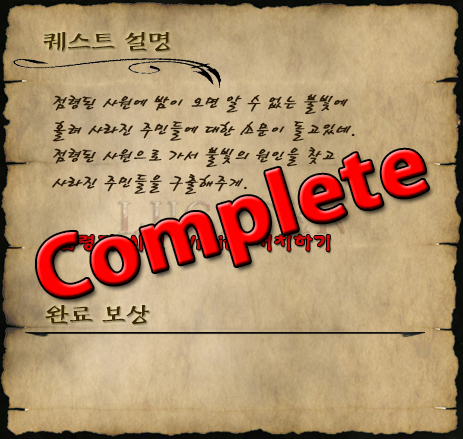 퀘스트 설명
점령된 사원에 밤이 오면 알 수 없는 불빛에
홀려 사라진 주민들에 대한 소문이 돌고있네.
점령된 사원으로 가서 불빛의 원인을 찾고
사라진 주민들을 구출해주게.
Complete
완료 보상